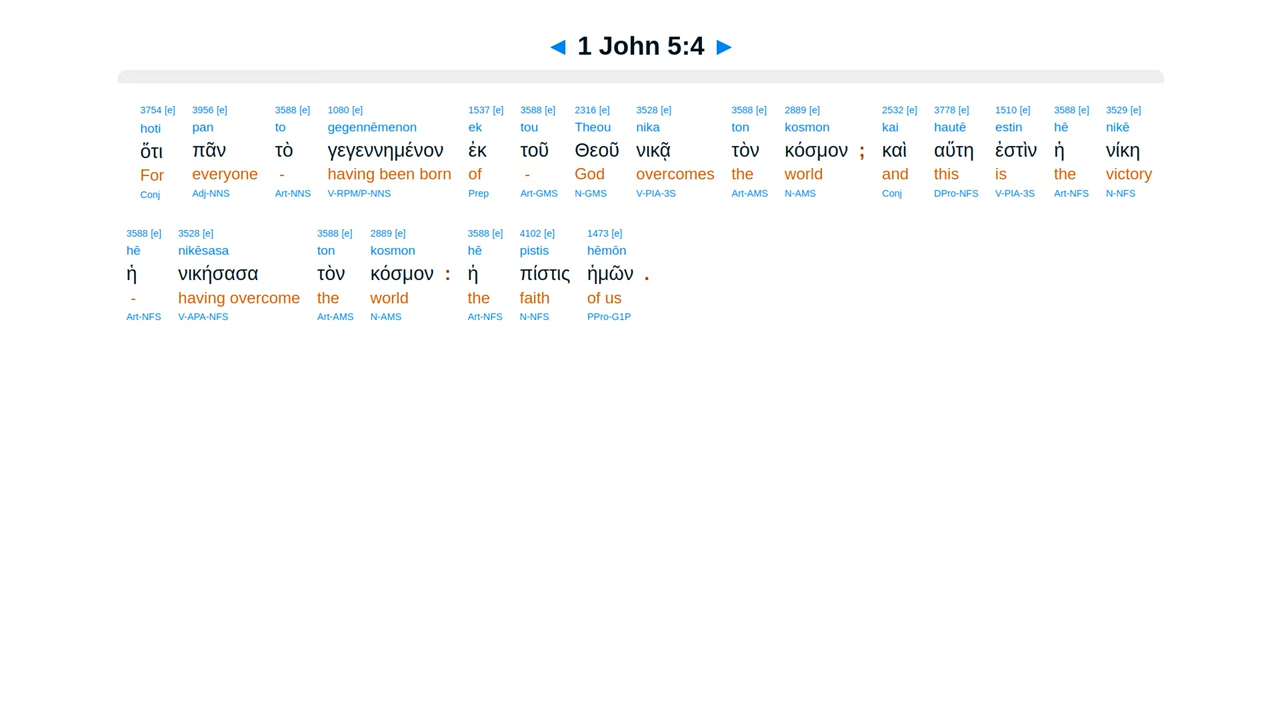 ◄ 1 John 5:4 ►
3754 [e] 3956 [e] 3588 [e] 1080 [e] 1537 [e] 3588 [e] 2316 [e] 3528 [e] 3588 [e] 2889 [e] 2532 [e] 3778 [e] 1510 [e] 3588 [e] 3529 [e]
hoti pan to gegennēmenon ek tou Theou nika ton kosmon kai hautē estin hē nikē
ὅτι πᾶν τὸ γεγεννημένον ἐκ τοῦ Θεοῦ νικᾷ τὸν κόσμον ; καὶ αὕτη ἐστὶν ἡ νίκη
For everyone - having been born of - God overcomes the world and this is the victory
Conj Adj-NNS Art-NNS V-RPM/P-NNS Prep Art-GMS N-GMS V-PIA-3S Art-AMS N-AMS Conj DPro-NFS V-PIA-3S Art-NFS N-NFS
3588 [e] 3528 [e] 3588 [e] 2889 [e] 3588 [e] 4102 [e] 1473 [e]
hē nikēsasa ton kosmon hē pistis hēmōn
ἡ νικήσασα τὸν κόσμον : ἡ πίστις ἡμῶν .
- having overcome the world the faith of us
Art-NFS V-APA-NFS Art-AMS N-AMS Art-NFS N-NFS PPro-G1P